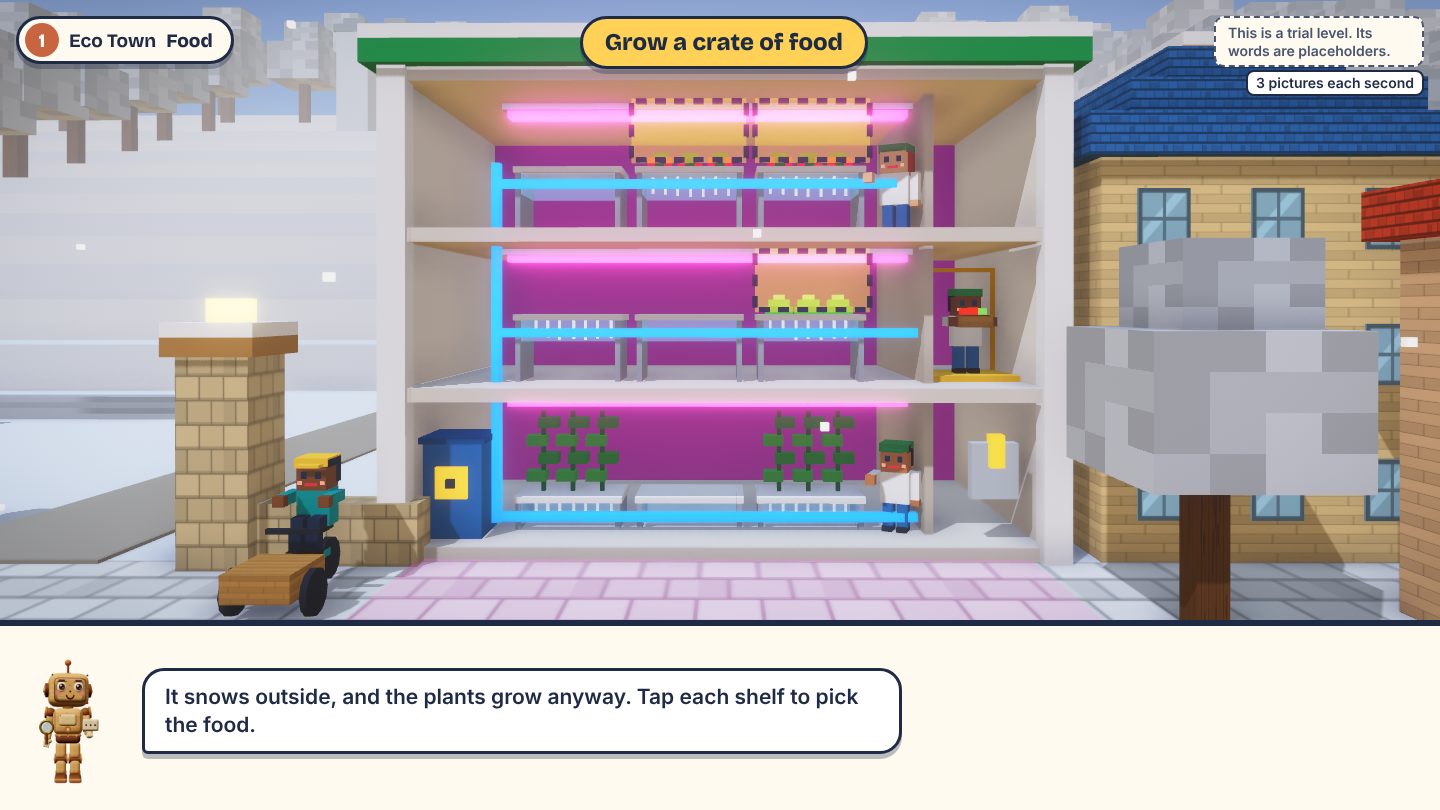 1 Eco Town Food
Grow a crate of food
This is a trial level. Its
words are placeholders.
3 pictures each second
It snows outside, and the plants grow anyway. Tap each shelf to pick
the food.